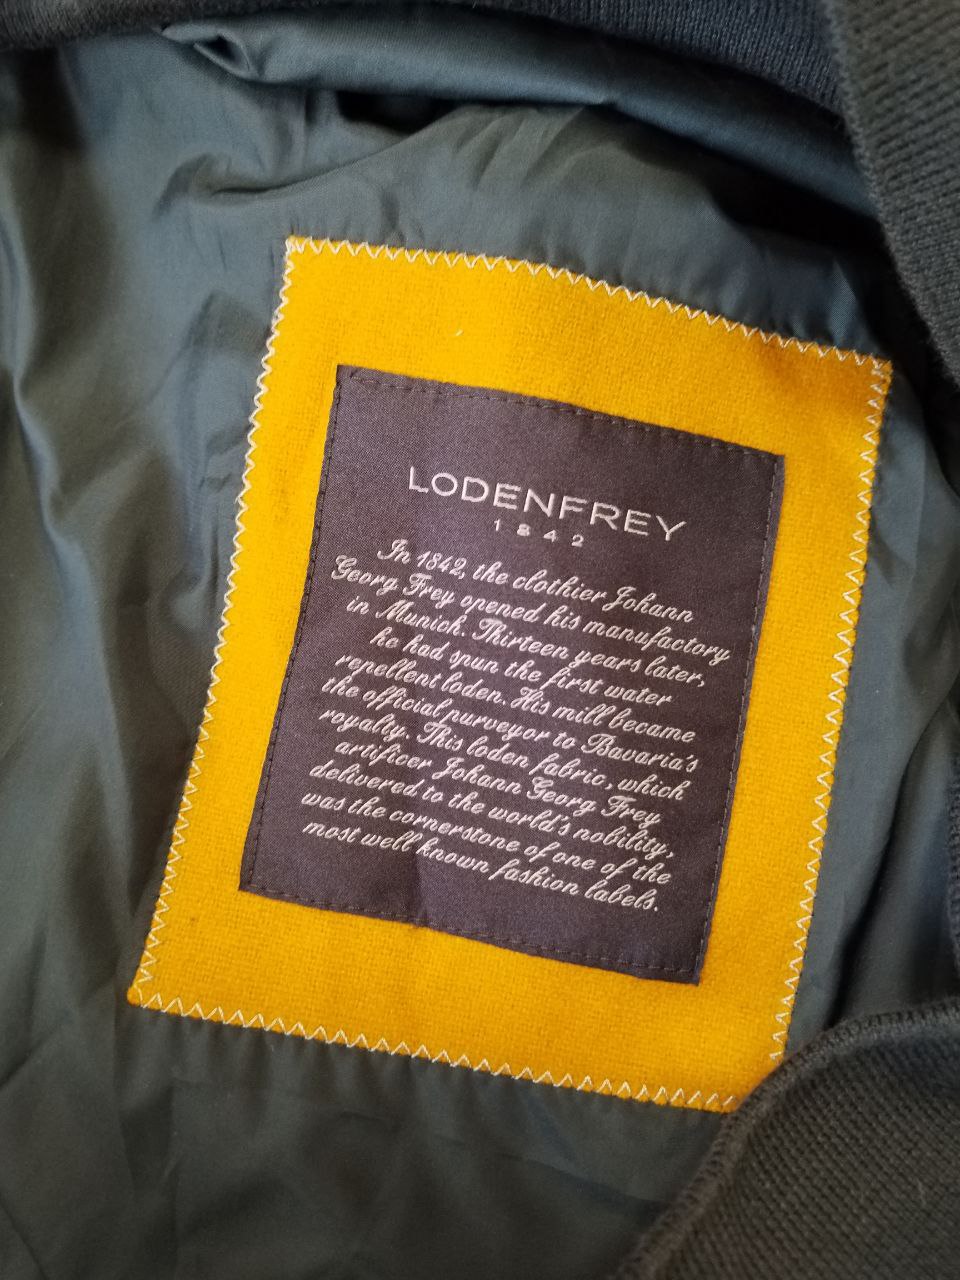 LODENFREY
1842
In 1842, the clothier Johann
Georg Frey opened his manufactory
in Munich. Thirteen years later,
he had spun the first water
repellent loden. His mill became
the official purveyor to Bavaria's
royalty. This loden fabric, which
artificer Johann Georg Frey
delivered to the world's nobility,
was the cornerstone of one of the
most well known fashion labels.